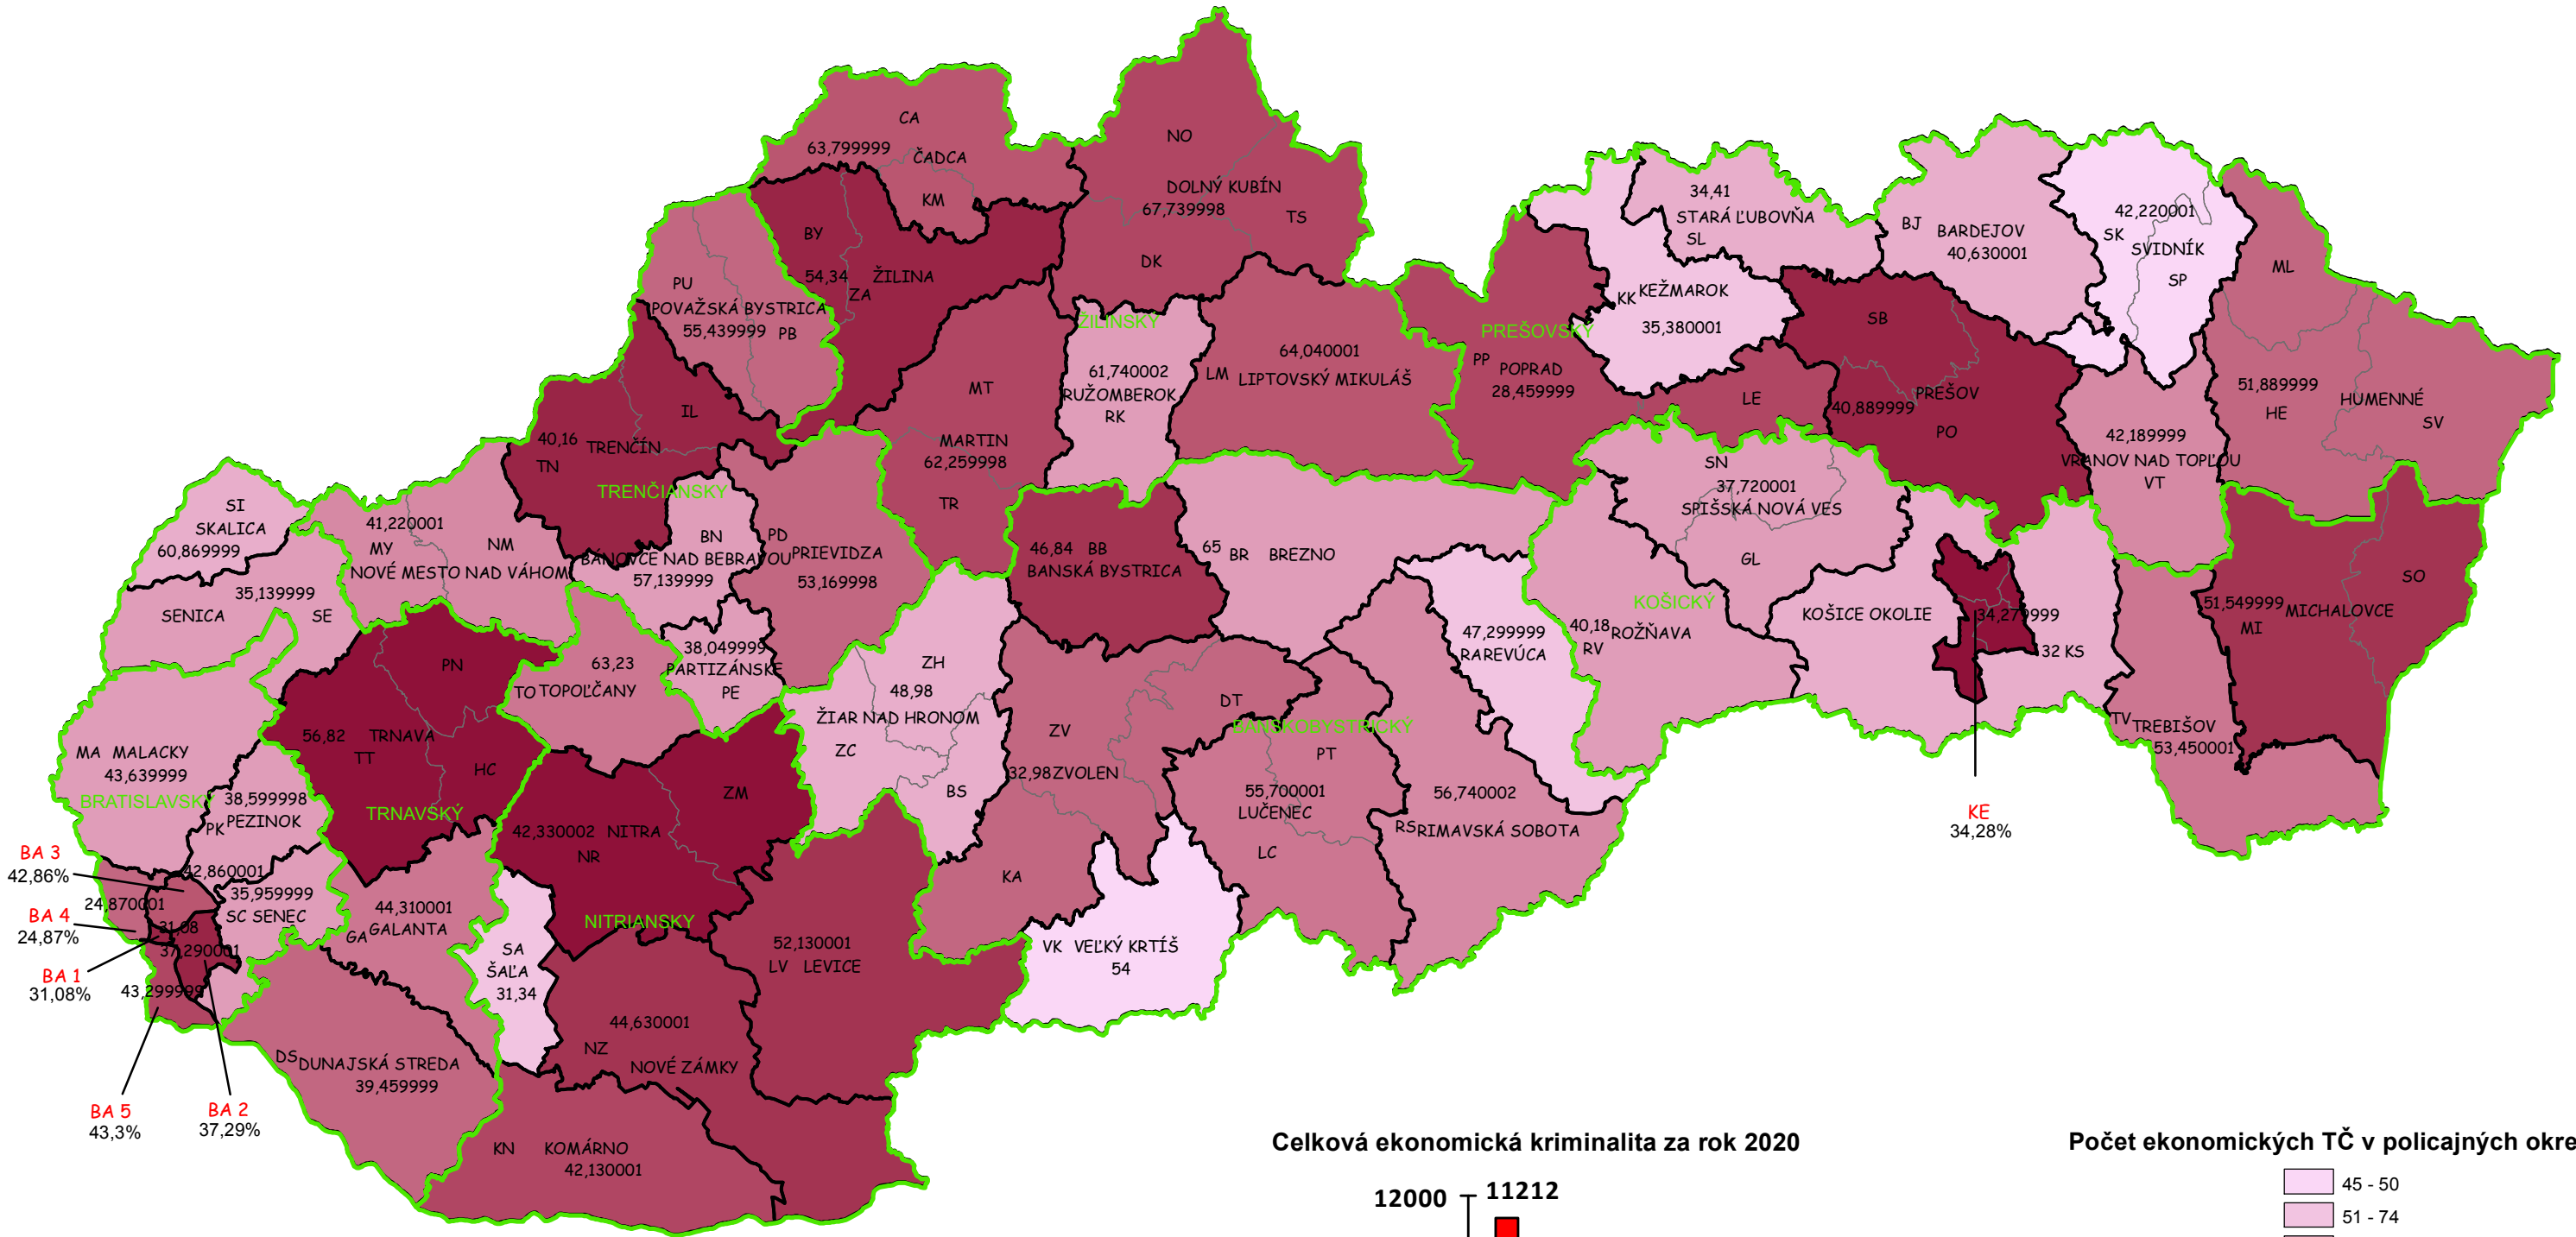 CA
63,799999
ČADCA
KM
NO
DOLNÝ KUBÍN
67,739998
TS
DK
BY
54,34
ŽILINA
ZA
PU
POVAŽSKÁ BYSTRICA
55,439999
PB
ŽILINSKÝ
61,740002
RUŽOMBEROK
RK
64,040001
LM
LIPTOVSKÝ MIKULÁŠ
MT
MARTIN
62,259998
TR
34,41
STARÁ ĽUBOVŇA
SL
BJ
BARDEJOV
40,630001
42,220001
SK
SVIDNÍK
SP
ML
KK
KEŽMAROK
35,380001
PREŠOVSKÝ
PP
POPRAD
28,459999
LE
SB
PREŠOV
40,889999
PO
51,889999
HE
HUMENNÉ
SV
42,189999
VRANOV NAD TOPĽOU
VT
IL
40,16
TRENČÍN
TN
TRENČIANSKY
SI
SKALICA
60,869999
41,220001
MY
NM
NOVÉ MESTO NAD VÁHOM
BN
BÁNOVCE NAD BEBRAVOU
57,139999
PD
PRIEVIDZA
53,169998
46,84
BB
BANSKÁ BYSTRICA
65
BR
BREZNO
SN
37,720001
SPIŠSKÁ NOVÁ VES
GL
KOŠICKÝ
40,18
ROŽŇAVA
RV
KOŠICE OKOLIE
34,279999
32
KS
51,549999
MICHALOVCE
MI
SO
TV
TREBIŠOV
53,450001
KE
34,28%
35,139999
SENICA
SE
PN
56,82
TRNAVA
TT
HC
TRNAVSKÝ
63,23
TO
TOPOĽČANY
38,049999
PARTIZÁNSKE
PE
ZH
48,98
ŽIAR NAD HRONOM
ZC
BS
47,299999
RAREVÚCA
DT
BANSKOBYSTRICKÝ
ZV
32,98
ZVOLEN
KA
PT
55,700001
LUČENEC
LC
56,740002
RS
RIMAVSKÁ SOBOTA
MA
MALACKY
43,639999
BRATISLAVSKÝ
38,599998
PK
PEZINOK
42,860001
35,959999
SC
SENEC
24,870001
31,08
37,290001
43,299999
BA 3
42,86%
BA 4
24,87%
BA 1
31,08%
BA 5
43,3%
BA 2
37,29%
44,310001
GA
GALANTA
SA
ŠAĽA
31,34
ZM
42,330002
NITRA
NR
NITRIANSKY
52,130001
LV
LEVICE
VK
VEĽKÝ KRTÍŠ
54
DS
DUNAJSKÁ STREDA
39,459999
44,630001
NZ
NOVÉ ZÁMKY
KN
KOMÁRNO
42,130001
Celková ekonomická kriminalita za rok 2020
12000
11212
Počet ekonomických TČ v policajných okre
45 - 50
51 - 74